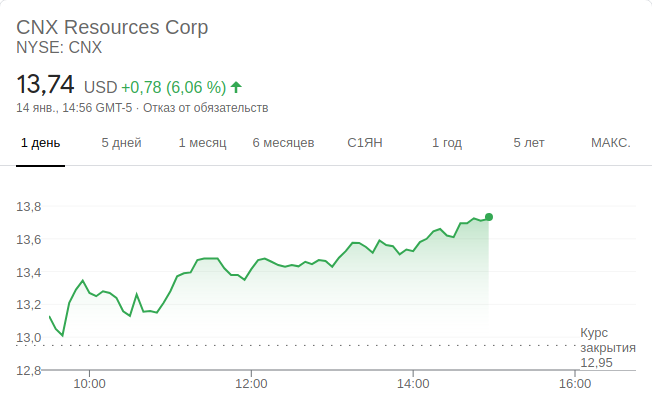 CNX Resources Corp
NYSE: CNX
13,74 USD +0,78 (6,06 %)
14 янв., 14:56 GMT-5 · Отказ от обязательств
1 день 5 дней 1 месяц 6 месяцев С1ЯН 1 год 5 лет МАКС.
13,8
13,6
13,4
13,2
13,0
12,8
Курс
закрытия
12,95
10:00 12:00 14:00 16:00